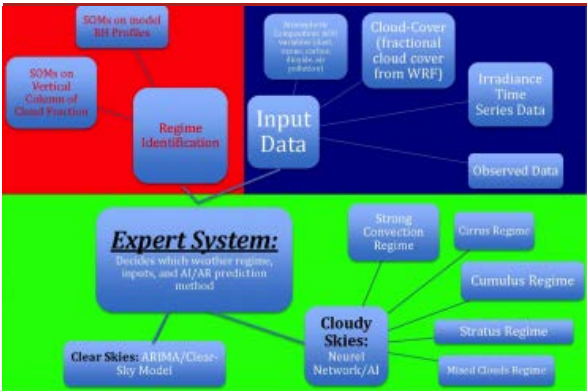 SOMs on model
RH Profiles
SOMs on
Vertical
Column of
Cloud Fraction
Regime
Identification
Cloud-Cover
(fractional
cloud cover
from WRF)
Input
Data
Irradiance
Time
Series Data
Observed Data
Expert System:
Decides which weather regime,
inputs, and AI/AR prediction
method
Clear Skies: ARIMA/Clear-
Sky Model
Cloudy
Skies:
Neural
Network/AI
Strong
Convection
Regime
Cirrus Regime
Cumulus Regime
Stratus Regime
Mixed Clouds Regime